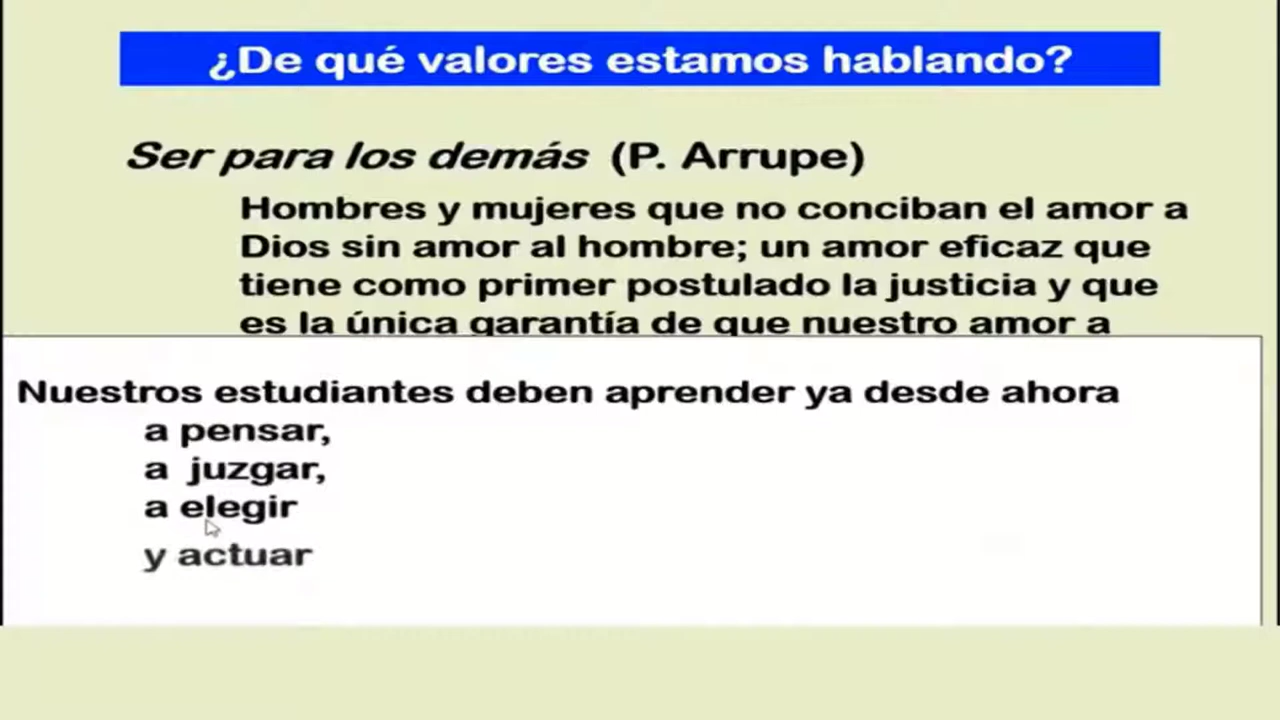 ¿De qué valores estamos hablando?
Ser para los demás (P. Arrupe)
Hombres y mujeres que no conciban el amor a
Dios sin amor al hombre; un amor eficaz que
tiene como primer postulado la justicia y que
es la única garantía de que nuestro amor a
Nuestros estudiantes deben aprender ya desde ahora
a pensar,
a juzgar,
a elegir
y actuar